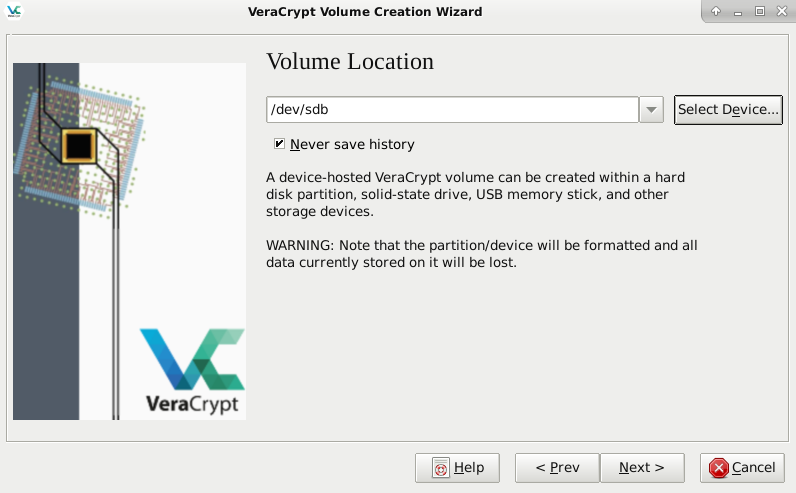 VeraCrypt Volume Creation Wizard
Volume Location
/dev/sdb
Select Device...
Never save history
A device-hosted VeraCrypt volume can be created within a hard
disk partition, solid-state drive, USB memory stick, and other
storage devices.
WARNING: Note that the partition/device will be formatted and all
data currently stored on it will be lost.
VeraCrypt
Help
< Prev
Next >
Cancel